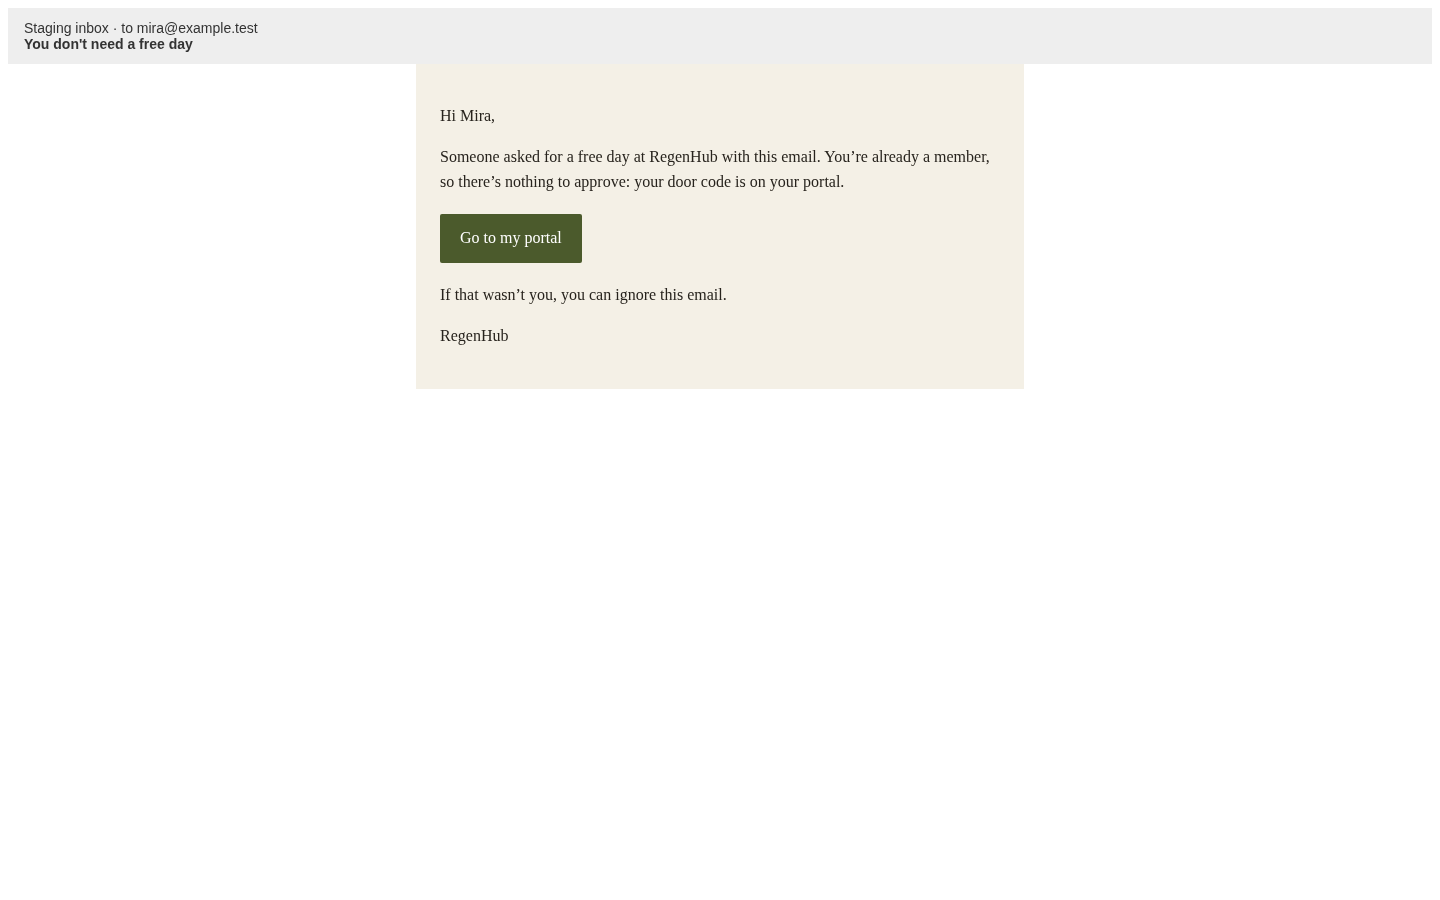 Staging inbox · to mira@example.test
You don't need a free day
Hi Mira,
Someone asked for a free day at RegenHub with this email. You’re already a member,
so there’s nothing to approve: your door code is on your portal.
Go to my portal
If that wasn’t you, you can ignore this email.
RegenHub